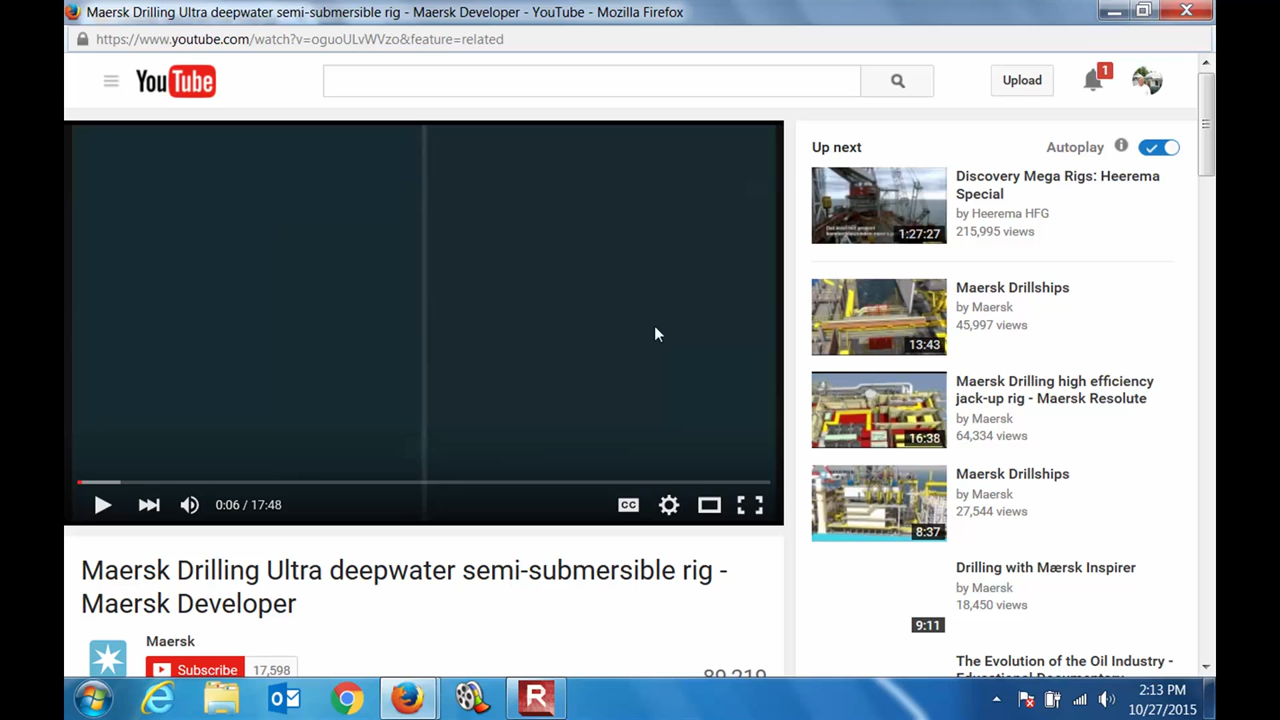 Maersk Drilling Ultra deepwater semi-submersible rig - Maersk Developer - YouTube - Mozilla Firefox
https://www.youtube.com/watch?v=oguoULvWVzo&feature=related
YouTube
Upload
1
Up next
Autoplay
Discovery Mega Rigs: Heerema
Special
by Heerema HFG
215,995 views
1:27:27
Maersk Drillships
by Maersk
45,997 views
13:43
Maersk Drilling high efficiency
jack-up rig - Maersk Resolute
by Maersk
64,334 views
16:38
Maersk Drillships
by Maersk
27,544 views
8:37
Drilling with Mærsk Inspirer
by Maersk
18,450 views
9:11
The Evolution of the Oil Industry -
0:06 / 17:48
CC
Maersk Drilling Ultra deepwater semi-submersible rig -
Maersk Developer
Maersk
Subscribe
17,598
89,219
2:13 PM
10/27/2015